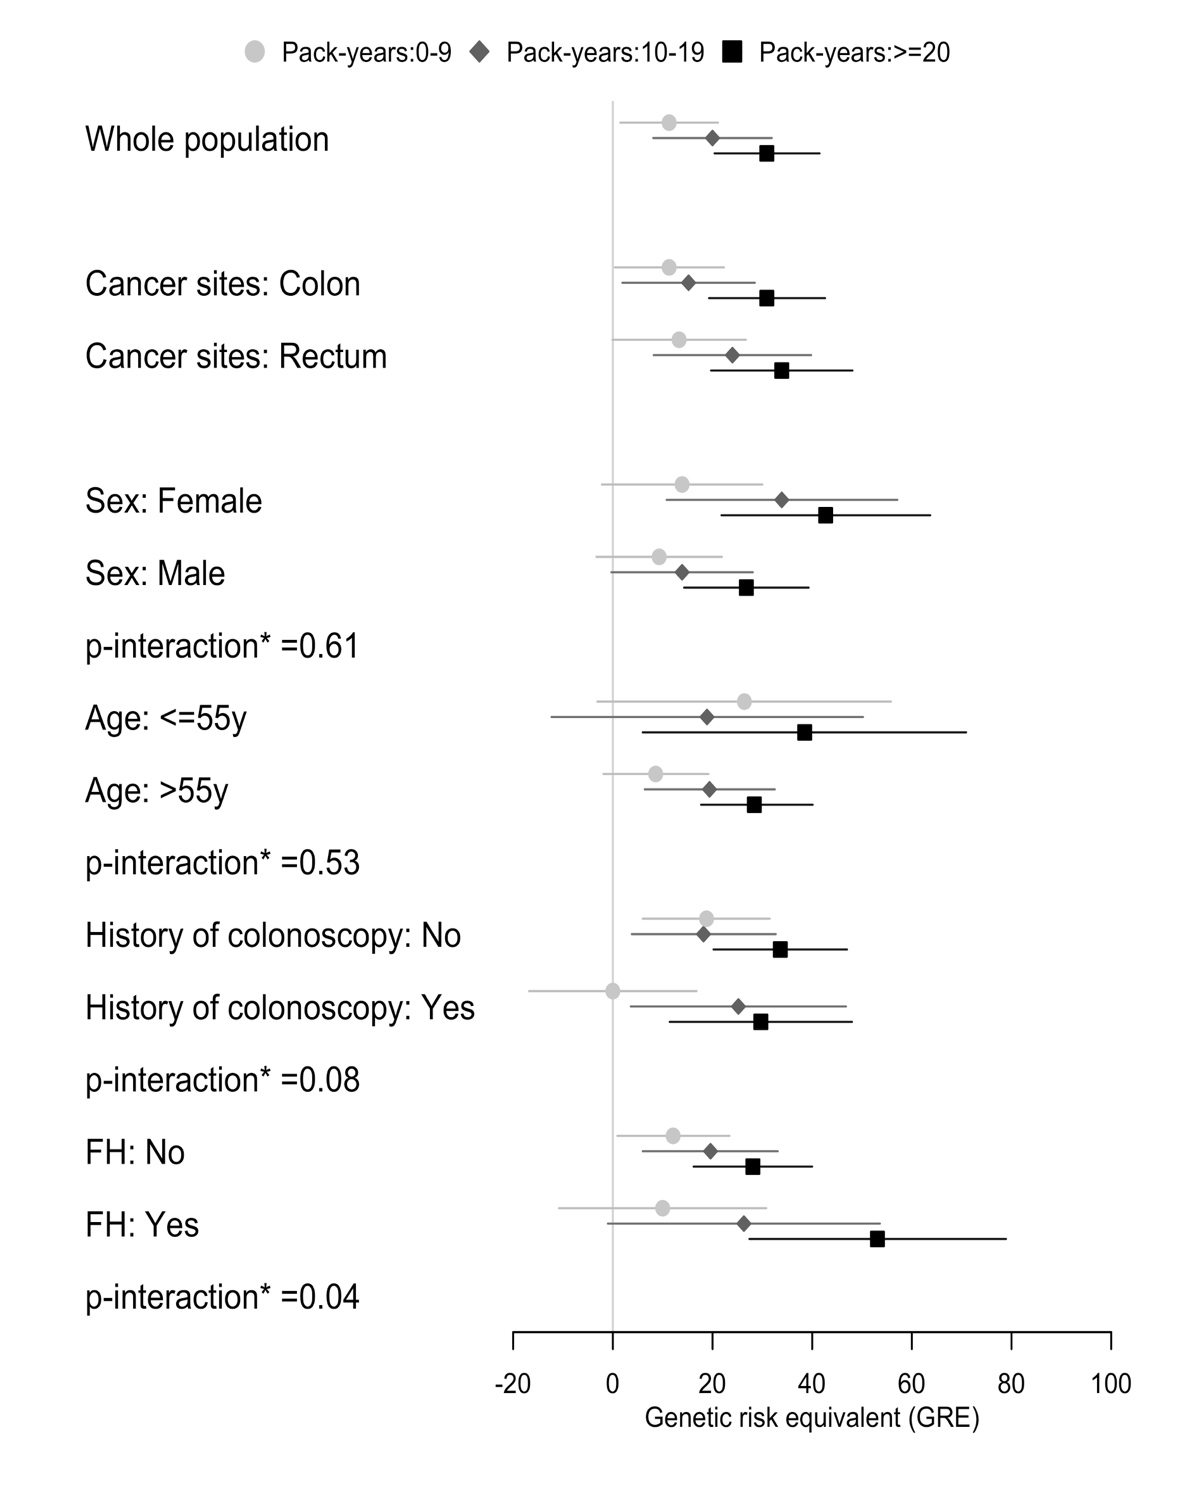 Pack-years:0-9 Pack-years:10-19 Pack-years:>=20
Whole population
Cancer sites: Colon
Cancer sites: Rectum
Sex: Female
Sex: Male
p-interaction* =0.61
Age: <=55y
Age: >55y
p-interaction* =0.53
History of colonoscopy: No
History of colonoscopy: Yes
p-interaction* =0.08
FH: No
FH: Yes
p-interaction* =0.04
-20 0 20 40 60 80 100
Genetic risk equivalent (GRE)